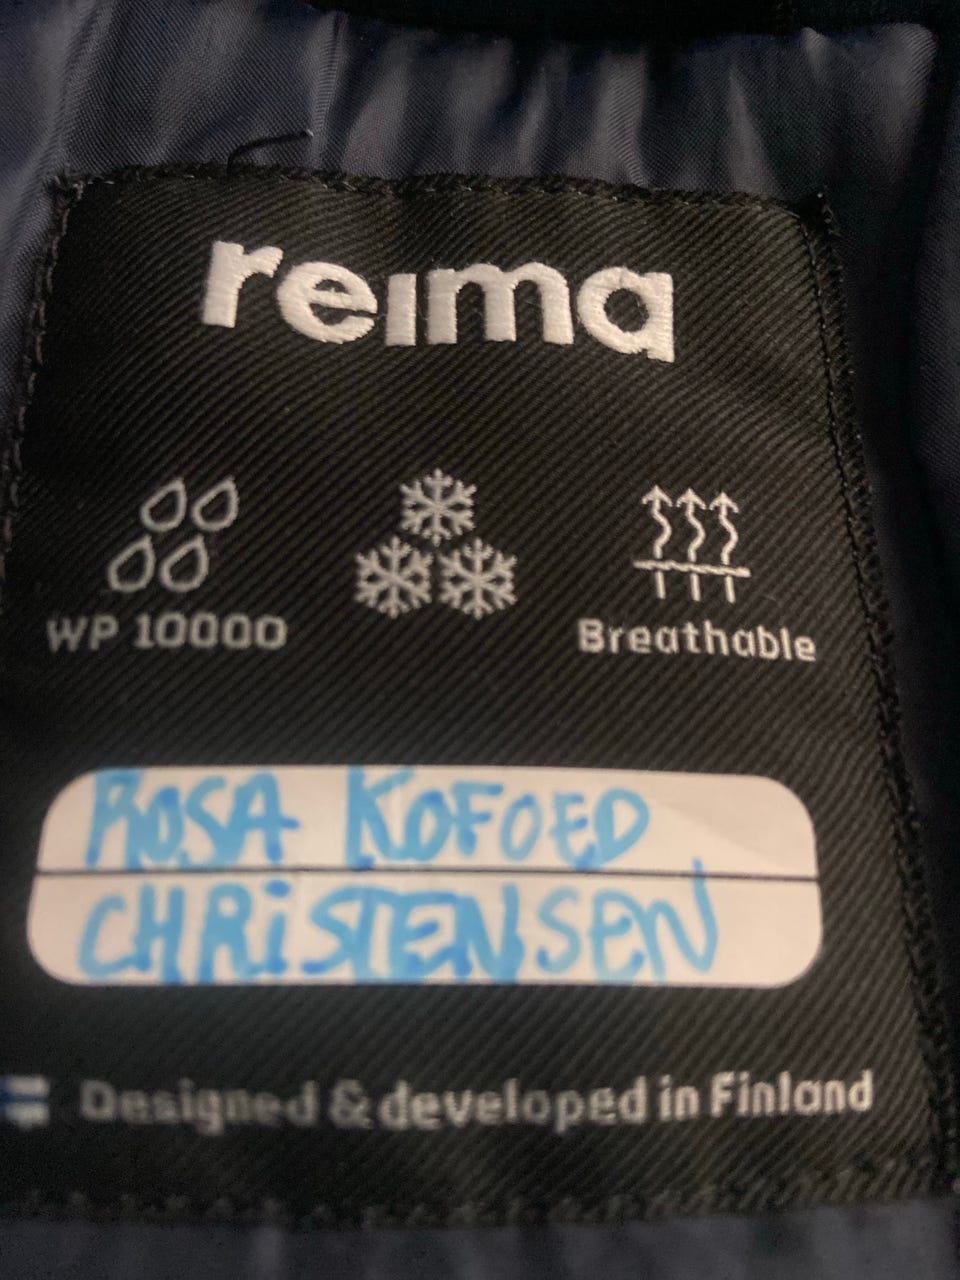 reima
WP 10000
Breathable
ROSA KOFOED
CHRiSTENSEN
Designed & developed in Finland